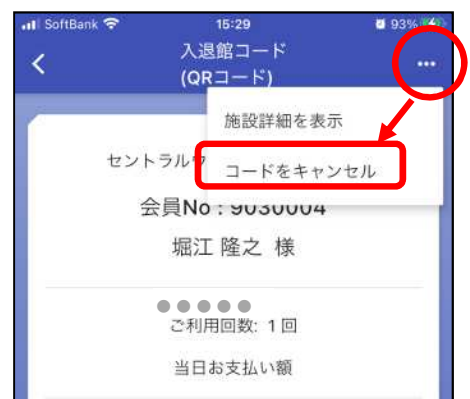 SoftBank 15:29 93%
入退館コード
(QRコード)
施設詳細を表示
コードをキャンセル
セントラルウ
会員No : 9030004
堀江 隆之 様
ご利用回数: 1 回
当日お支払い額